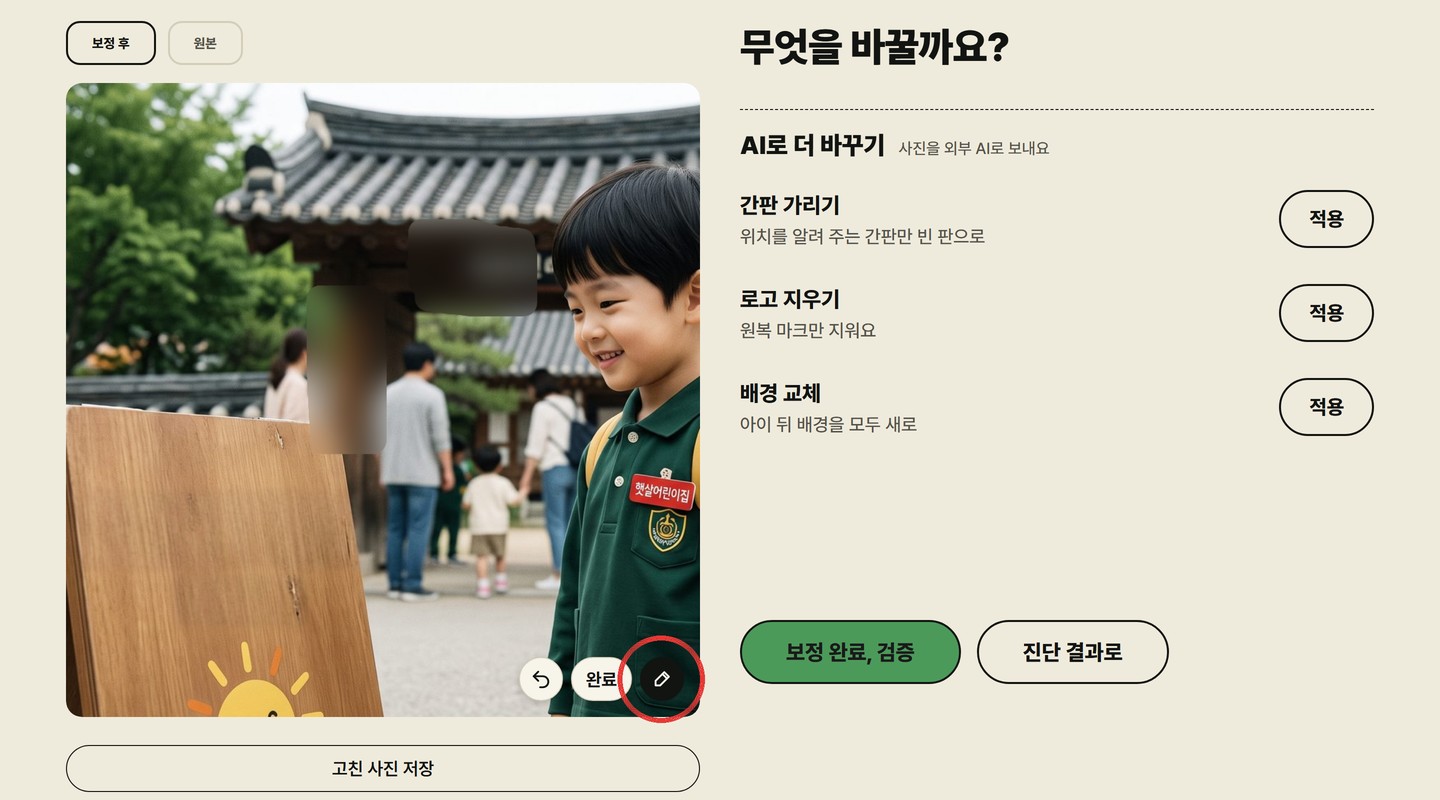 보정 후
원본
무엇을 바꿀까요?
AI로 더 바꾸기 사진을 외부 AI로 보내요
간판 가리기
위치를 알려 주는 간판만 빈 판으로
적용
로고 지우기
원복 마크만 지워요
적용
배경 교체
아이 뒤 배경을 모두 새로
적용
햇살어린이집
완료
보정 완료, 검증
진단 결과로
고친 사진 저장